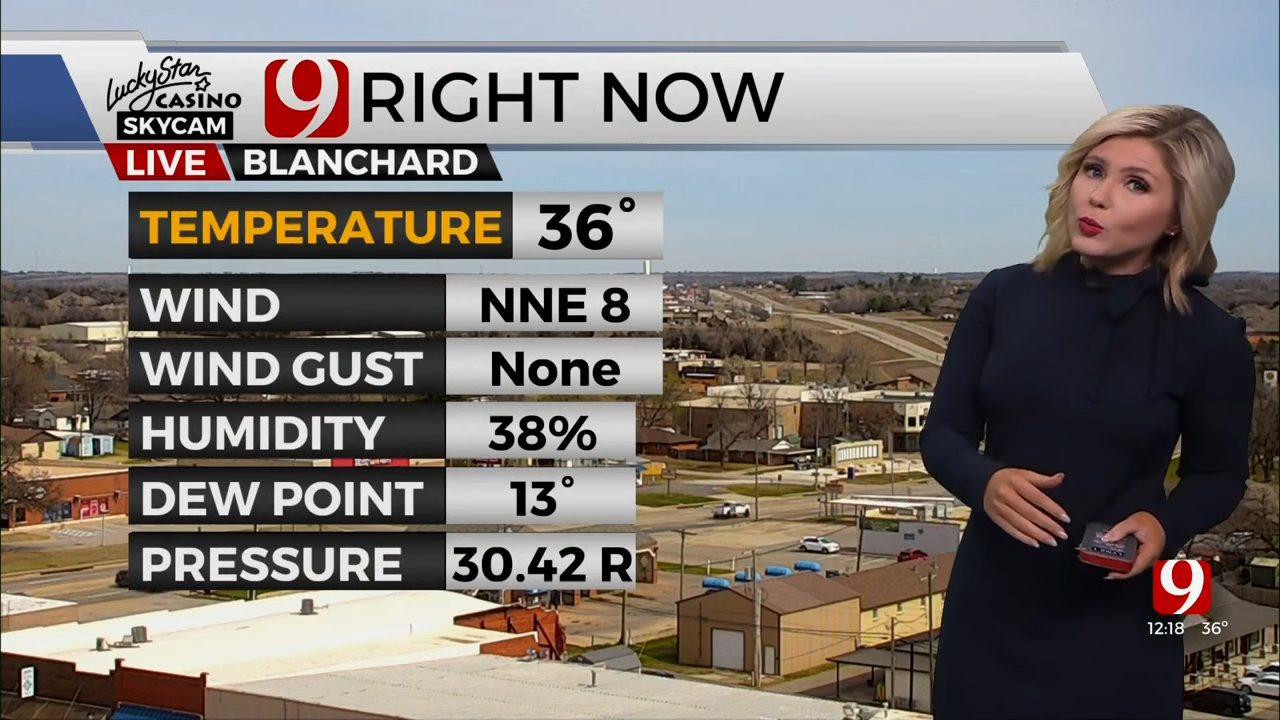 Lucky Star
CASINO
SKYCAM
9 RIGHT NOW
LIVE BLANCHARD
TEMPERATURE 36°
WIND NNE 8
WIND GUST None
HUMIDITY 38%
DEW POINT 13°
PRESSURE 30.42 R
9
12:18 36°